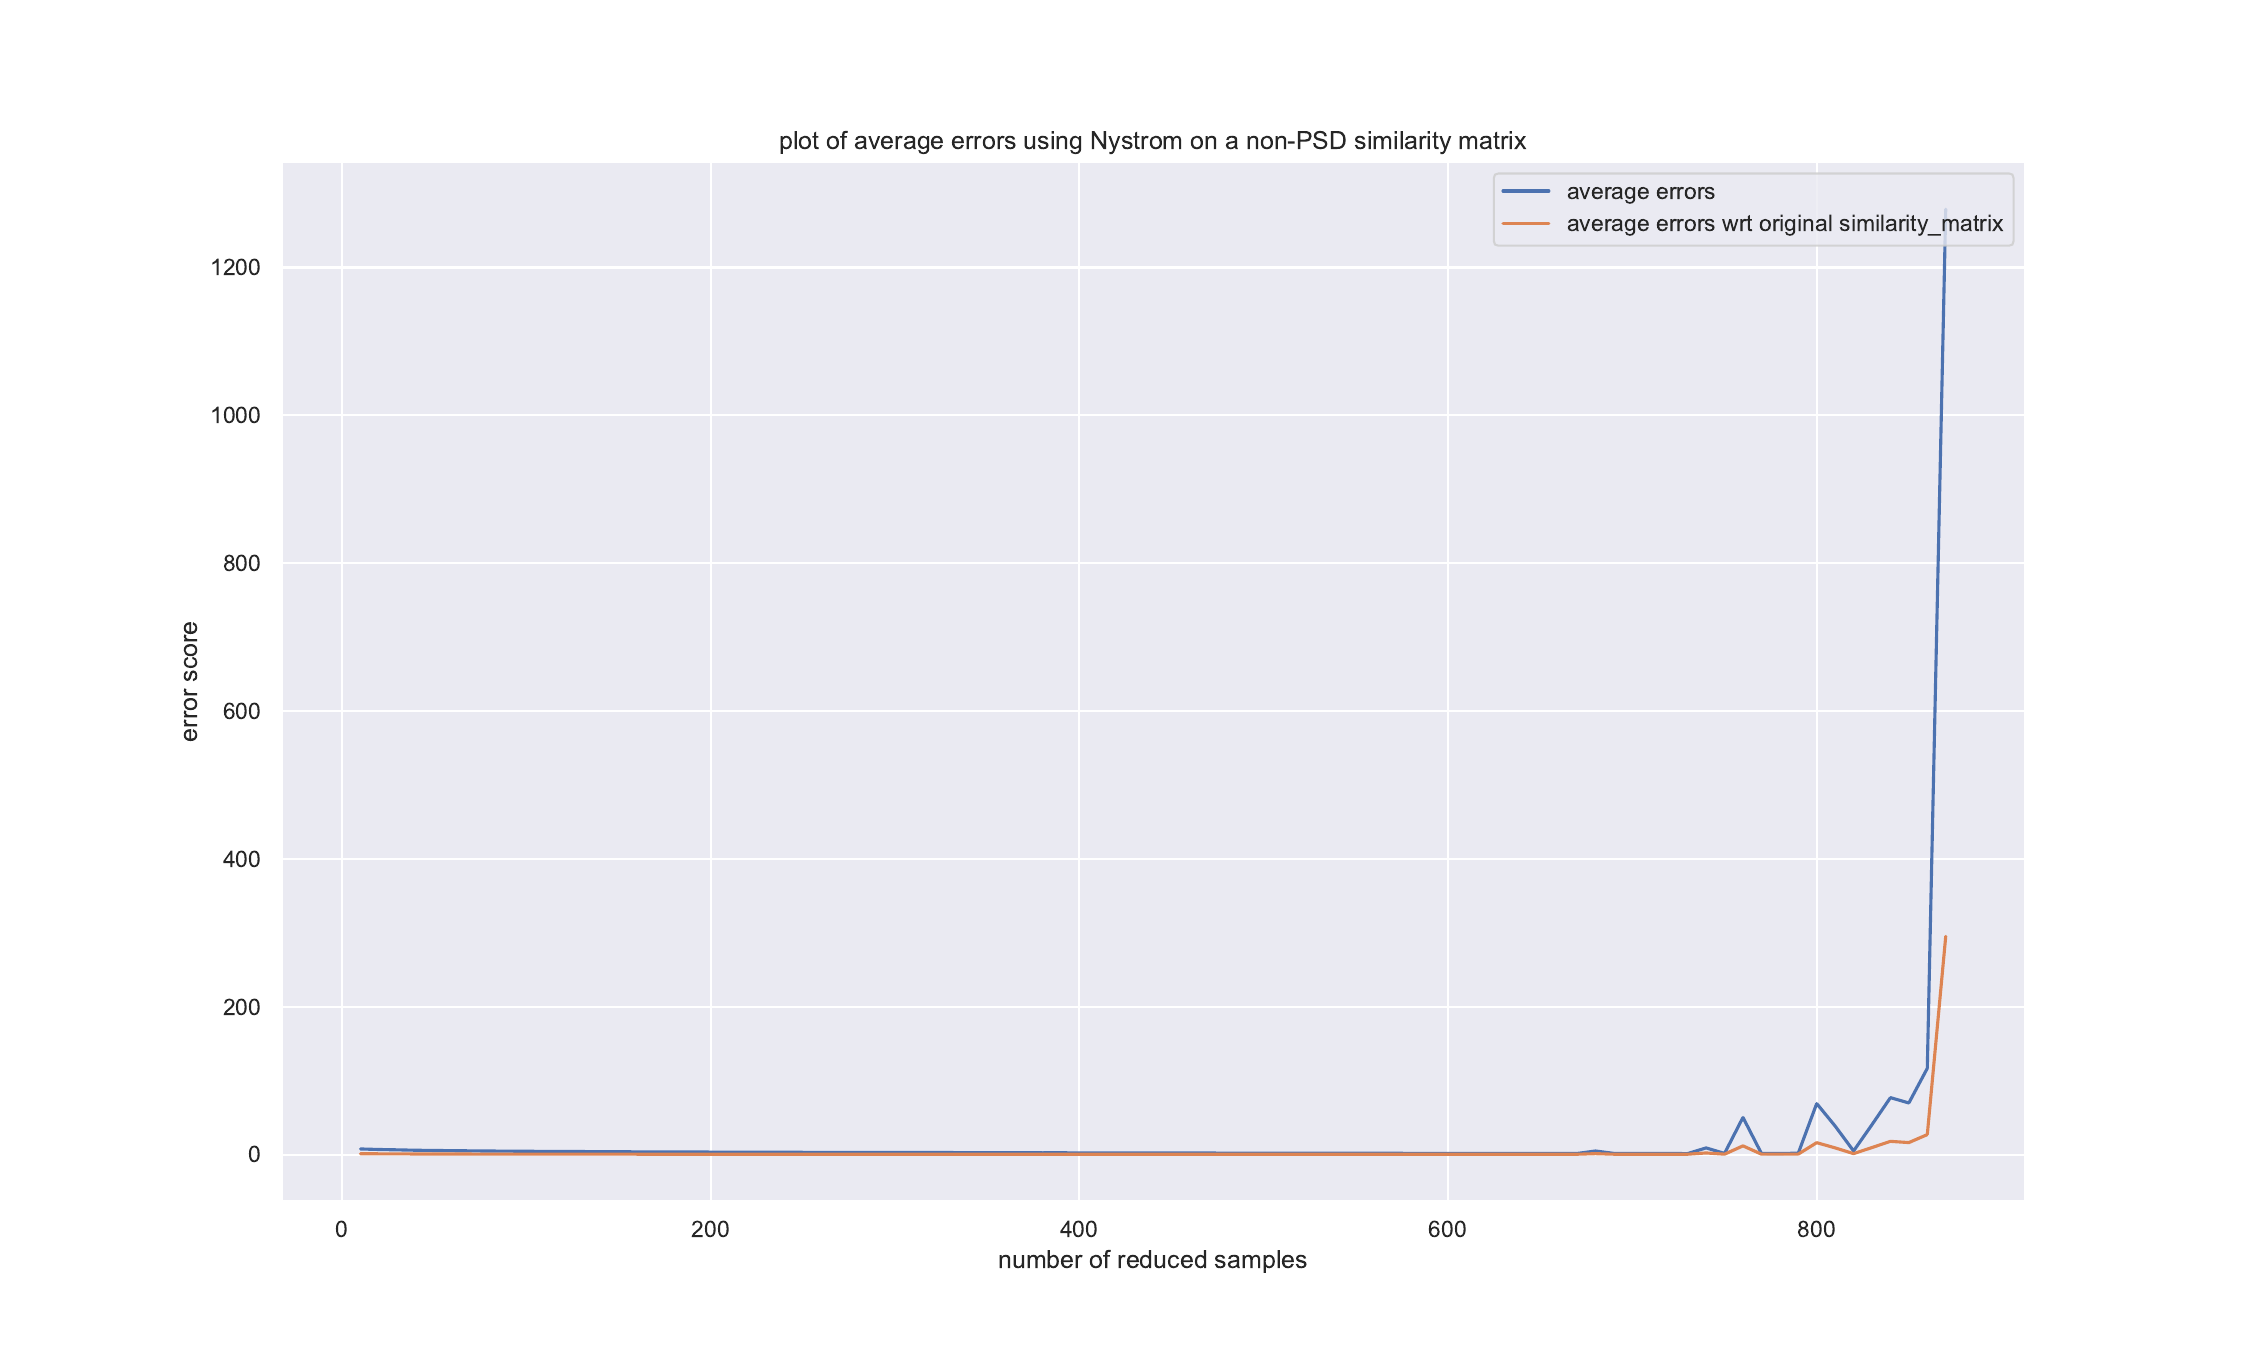 plot of average errors using Nystrom on a non-PSD similarity matrix
average errors
average errors wrt original similarity_matrix
1200
1000
800
600
400
200
0
error score
0 200 400 600 800
number of reduced samples